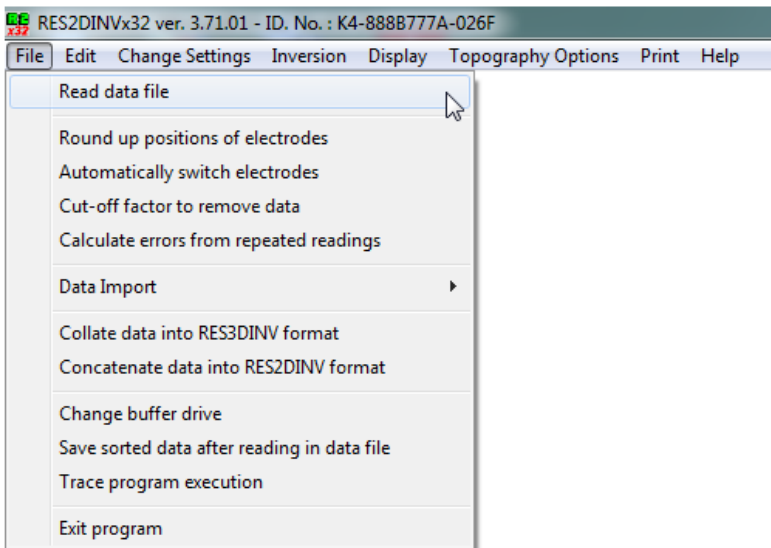 RES2DINVx32 ver. 3.71.01 - ID. No. : K4-888B777A-026F
File Edit Change Settings Inversion Display Topography Options Print Help
Read data file
Round up positions of electrodes
Automatically switch electrodes
Cut-off factor to remove data
Calculate errors from repeated readings
Data Import
Collate data into RES3DINV format
Concatenate data into RES2DINV format
Change buffer drive
Save sorted data after reading in data file
Trace program execution
Exit program